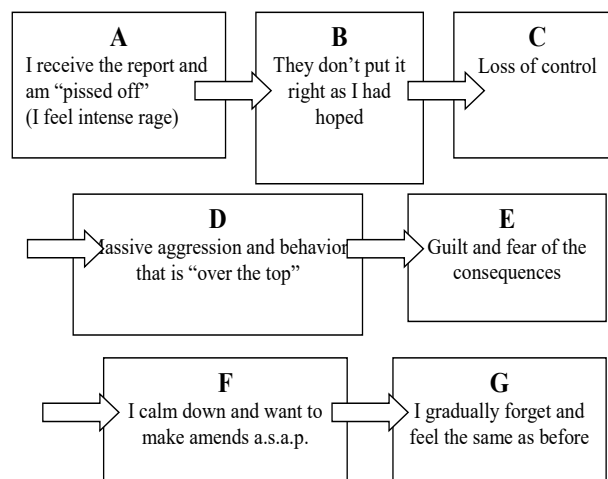 A
I receive the report and
am “pissed off”
(I feel intense rage)
B
They don’t put it
right as I had
hoped
C
Loss of control
D
Massive aggression and behavior
that is “over the top”
E
Guilt and fear of the
consequences
F
I calm down and want to
make amends a.s.a.p.
G
I gradually forget and
feel the same as before